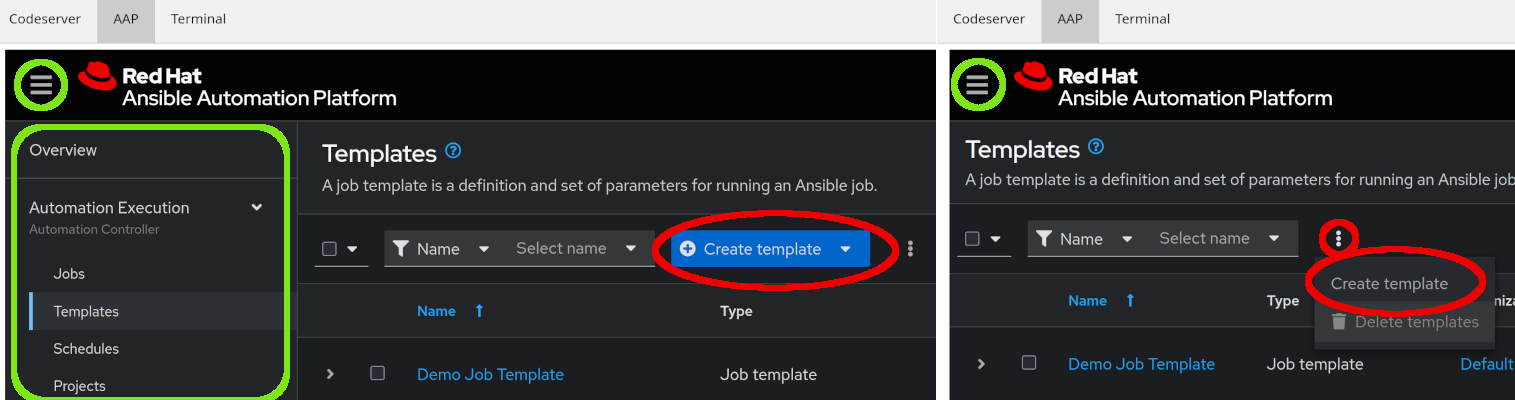 Codeserver AAP Terminal
Red Hat
Ansible Automation Platform
Overview
Automation Execution
Automation Controller
Jobs
Templates
Schedules
Projects
Templates
A job template is a definition and set of parameters for running an Ansible job.
Name Select name Create template
Name Type
Demo Job Template Job template
Codeserver AAP Terminal
Red Hat
Ansible Automation Platform
Templates
A job template is a definition and set of parameters for running an Ansible job
Name Select name
Create template
Name Type
Delete templates
Demo Job Template Job template Default